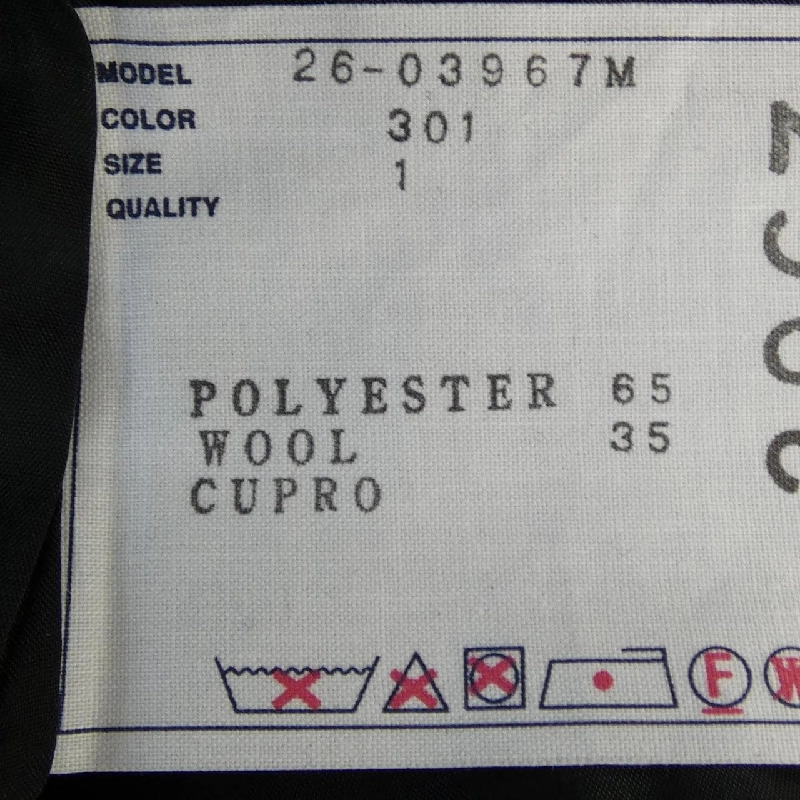 MODEL 26-03967M
COLOR 301
SIZE 1
QUALITY
POLYESTER 65
WOOL 35
CUPRO
F
W